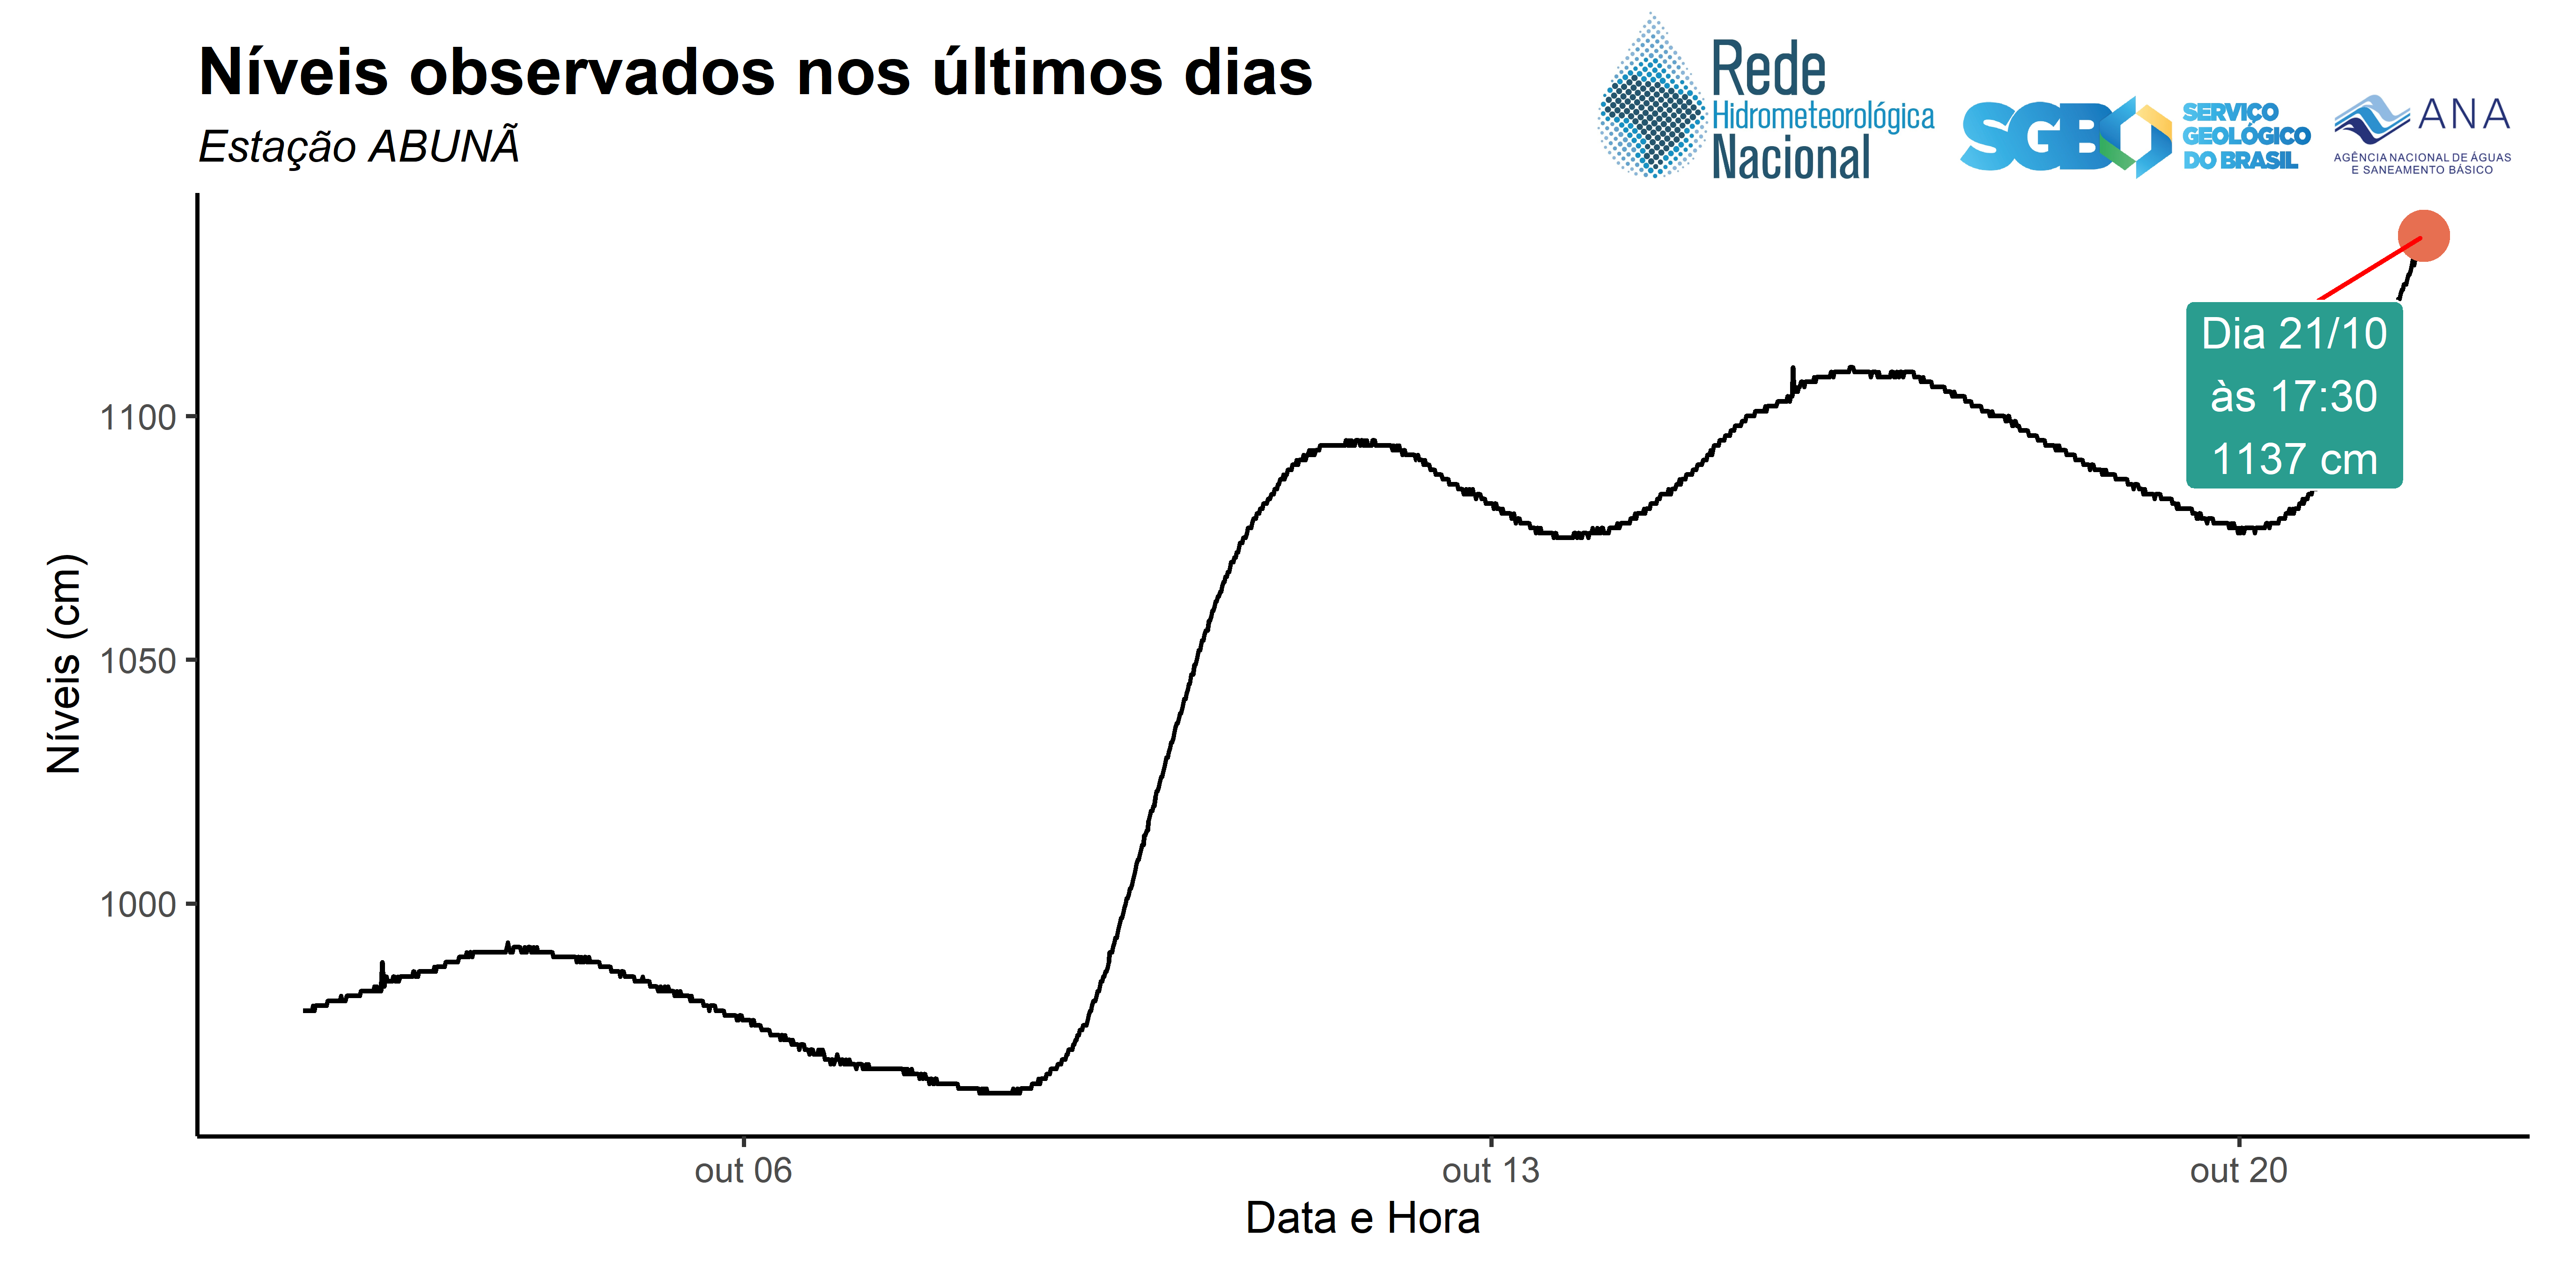 Níveis observados nos últimos dias
Estação ABUNÃ
Rede
Hidrometeorológica
Nacional
SGB
SERVIÇO
GEOLÓGICO
DO BRASIL
ANA
AGÊNCIA NACIONAL DE ÁGUAS
E SANEAMENTO BÁSICO
Dia 21/10
às 17:30
1137 cm
Níveis (cm)
1100
1050
1000
out 06
out 13
out 20
Data e Hora